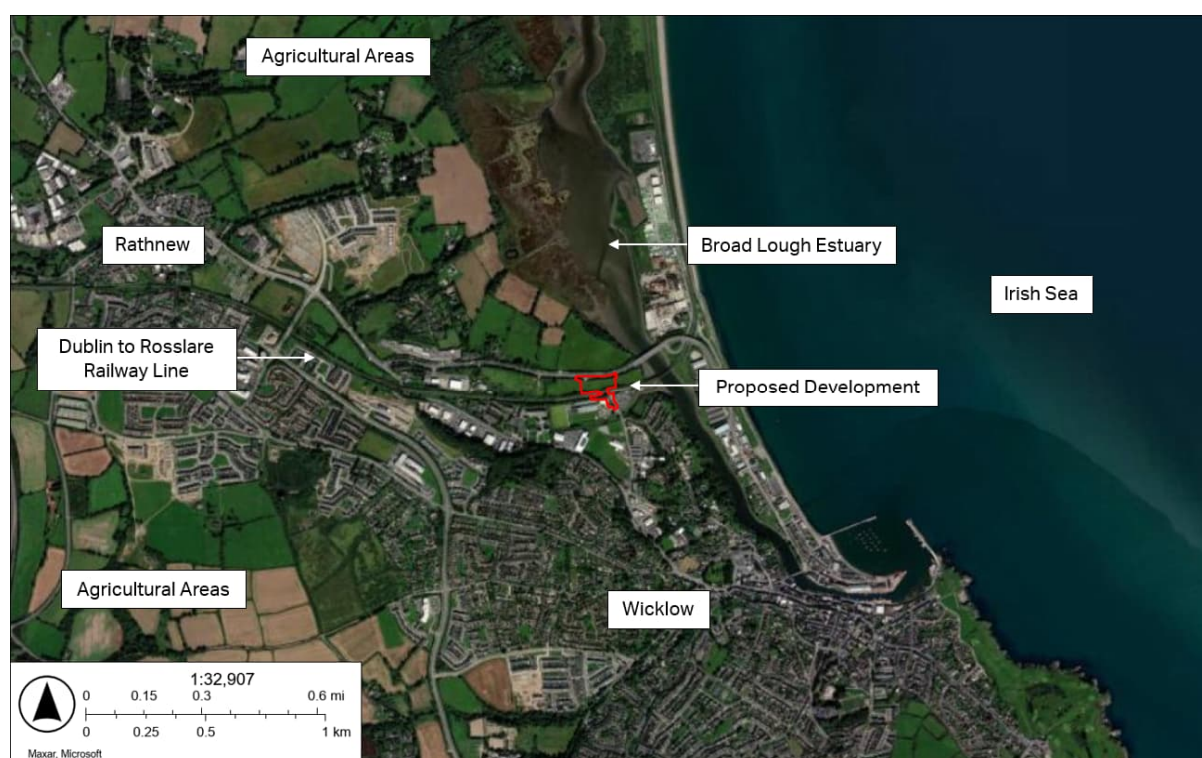 Agricultural Areas
Rathnew
Broad Lough Estuary
Irish Sea
Dublin to Rosslare
Railway Line
Proposed Development
Agricultural Areas
Wicklow
1:32,907
0 0.15 0.3 0.6 mi
0 0.25 0.5 1 km
Maxar, Microsoft